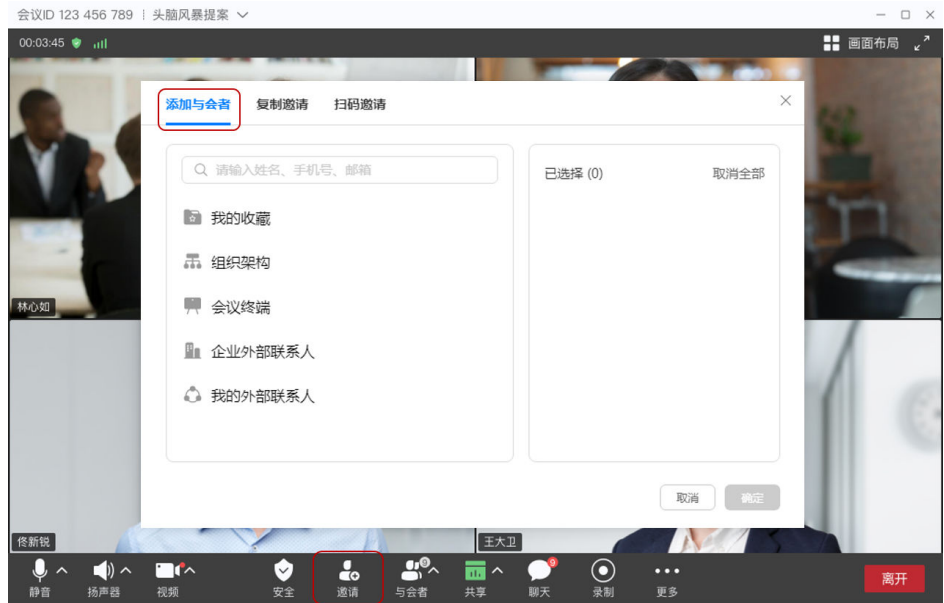 会议ID 123 456 789 | 头脑风暴提案
00:03:45
画面布局
添加与会者 复制邀请 扫码邀请
请输入姓名、手机号、邮箱
已选择 (0) 取消全部
我的收藏
组织架构
会议终端
企业外部联系人
我的外部联系人
取消 确定
林心如
佟新锐
王大卫
静音 扬声器 视频 安全 邀请 与会者 9 共享 聊天 9 录制 更多 离开